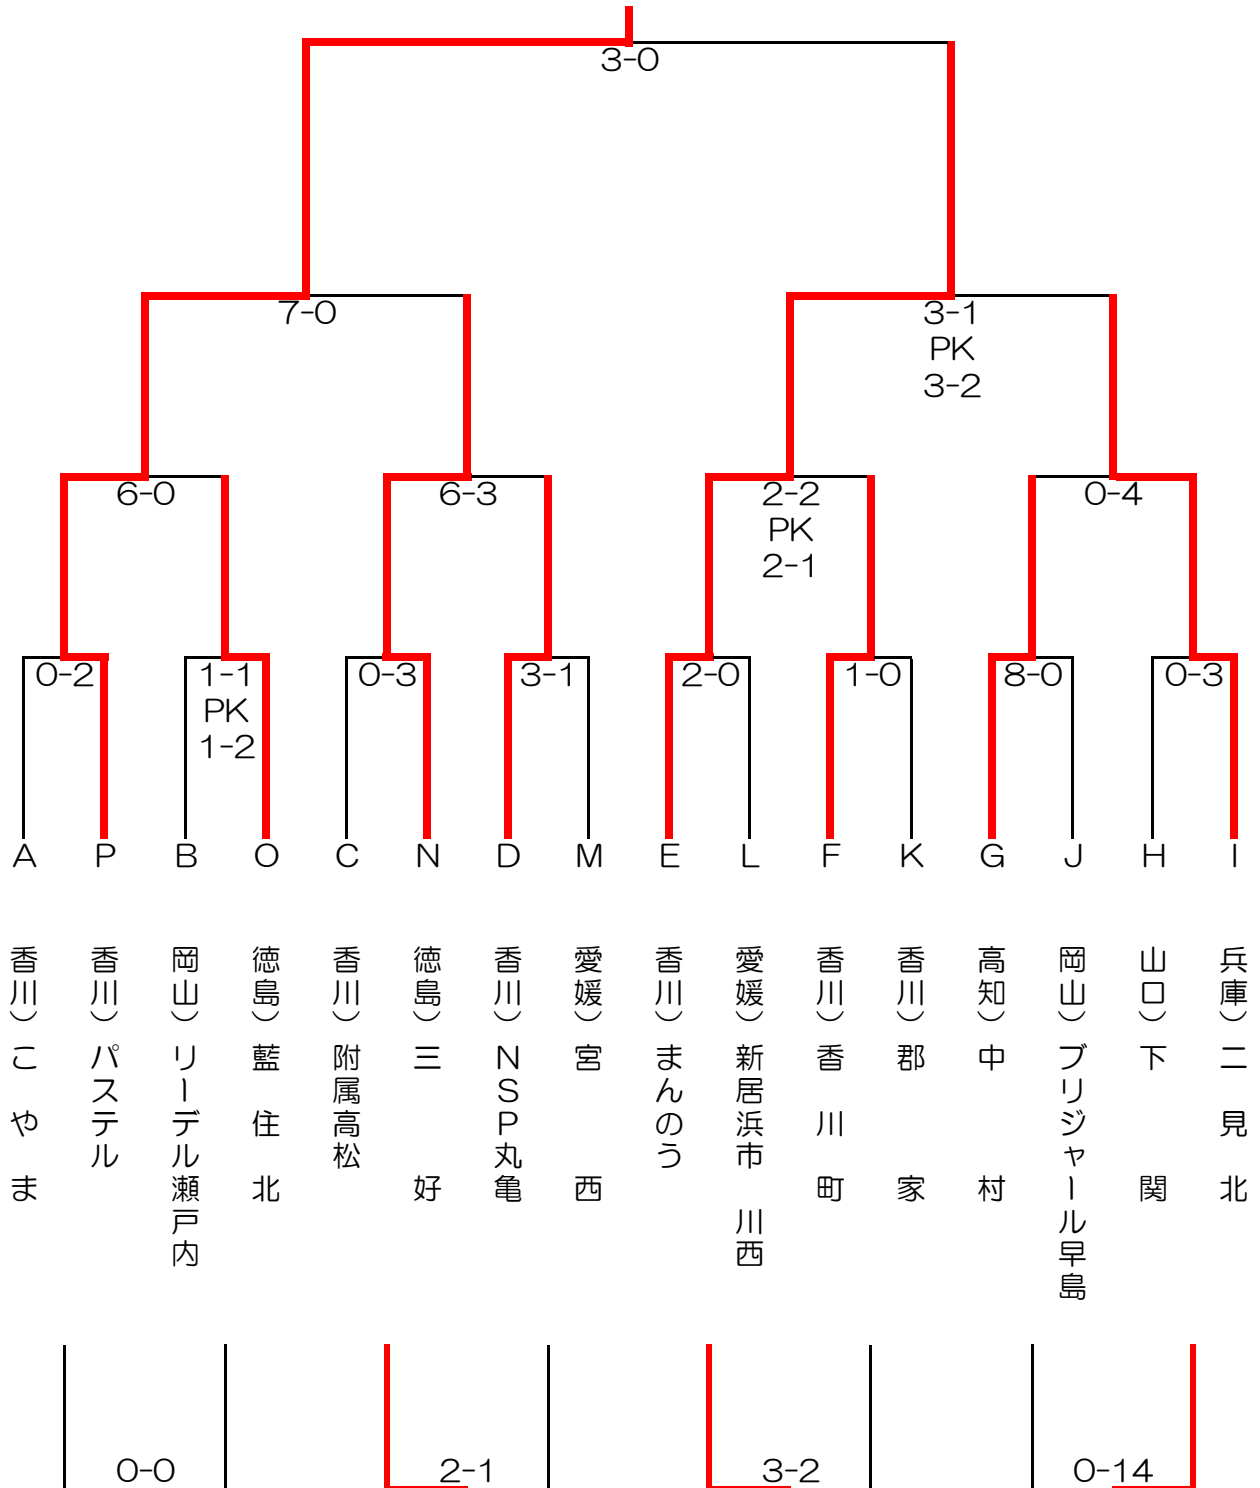 3-0
7-0
3-1
PK
3-2
6-0
6-3
2-2
PK
2-1
0-4
0-2
1-1
PK
1-2
0-3
3-1
2-0
1-0
8-0
0-3
A P B O C N D M E L F K G J H I
香川）こやま
香川）パステル
岡山）リーデル瀬戸内
徳島）藍住北
香川）附属高松
徳島）三好
香川）NSP丸亀
愛媛）宮西
香川）まんのう
愛媛）新居浜市 川西
香川）香川町
香川）郡家
高知）中村
岡山）ブリジャール早島
山口）下関
兵庫）二見北
0-0
2-1
3-2
0-14